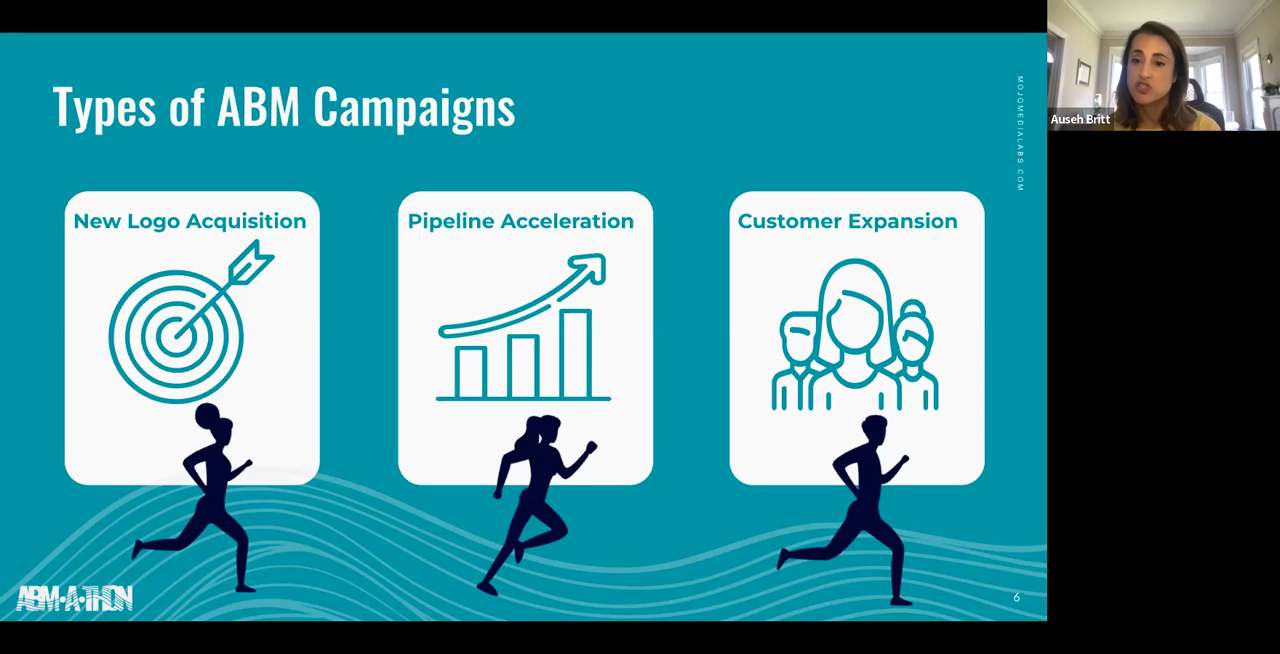 Types of ABM Campaigns
MOJOMEDIALABS.COM
Auseh Britt
New Logo Acquisition
Pipeline Acceleration
Customer Expansion
ABM·A·THON
6